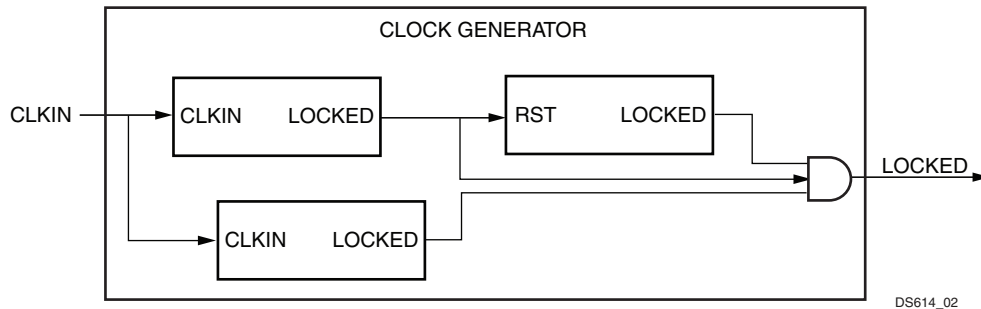 CLOCK GENERATOR
CLKIN
CLKIN LOCKED
RST LOCKED
LOCKED
CLKIN LOCKED
DS614_02